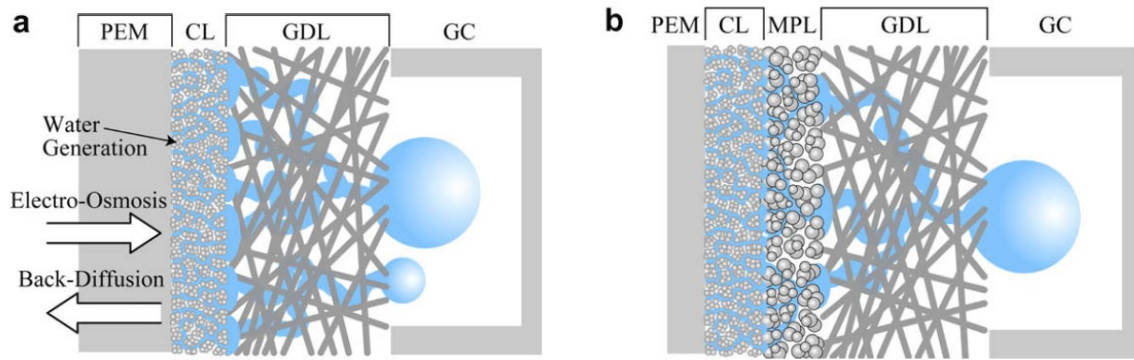 a
PEM CL GDL GC
Water
Generation
Electro-Osmosis
Back-Diffusion
b
PEM CL MPL GDL GC